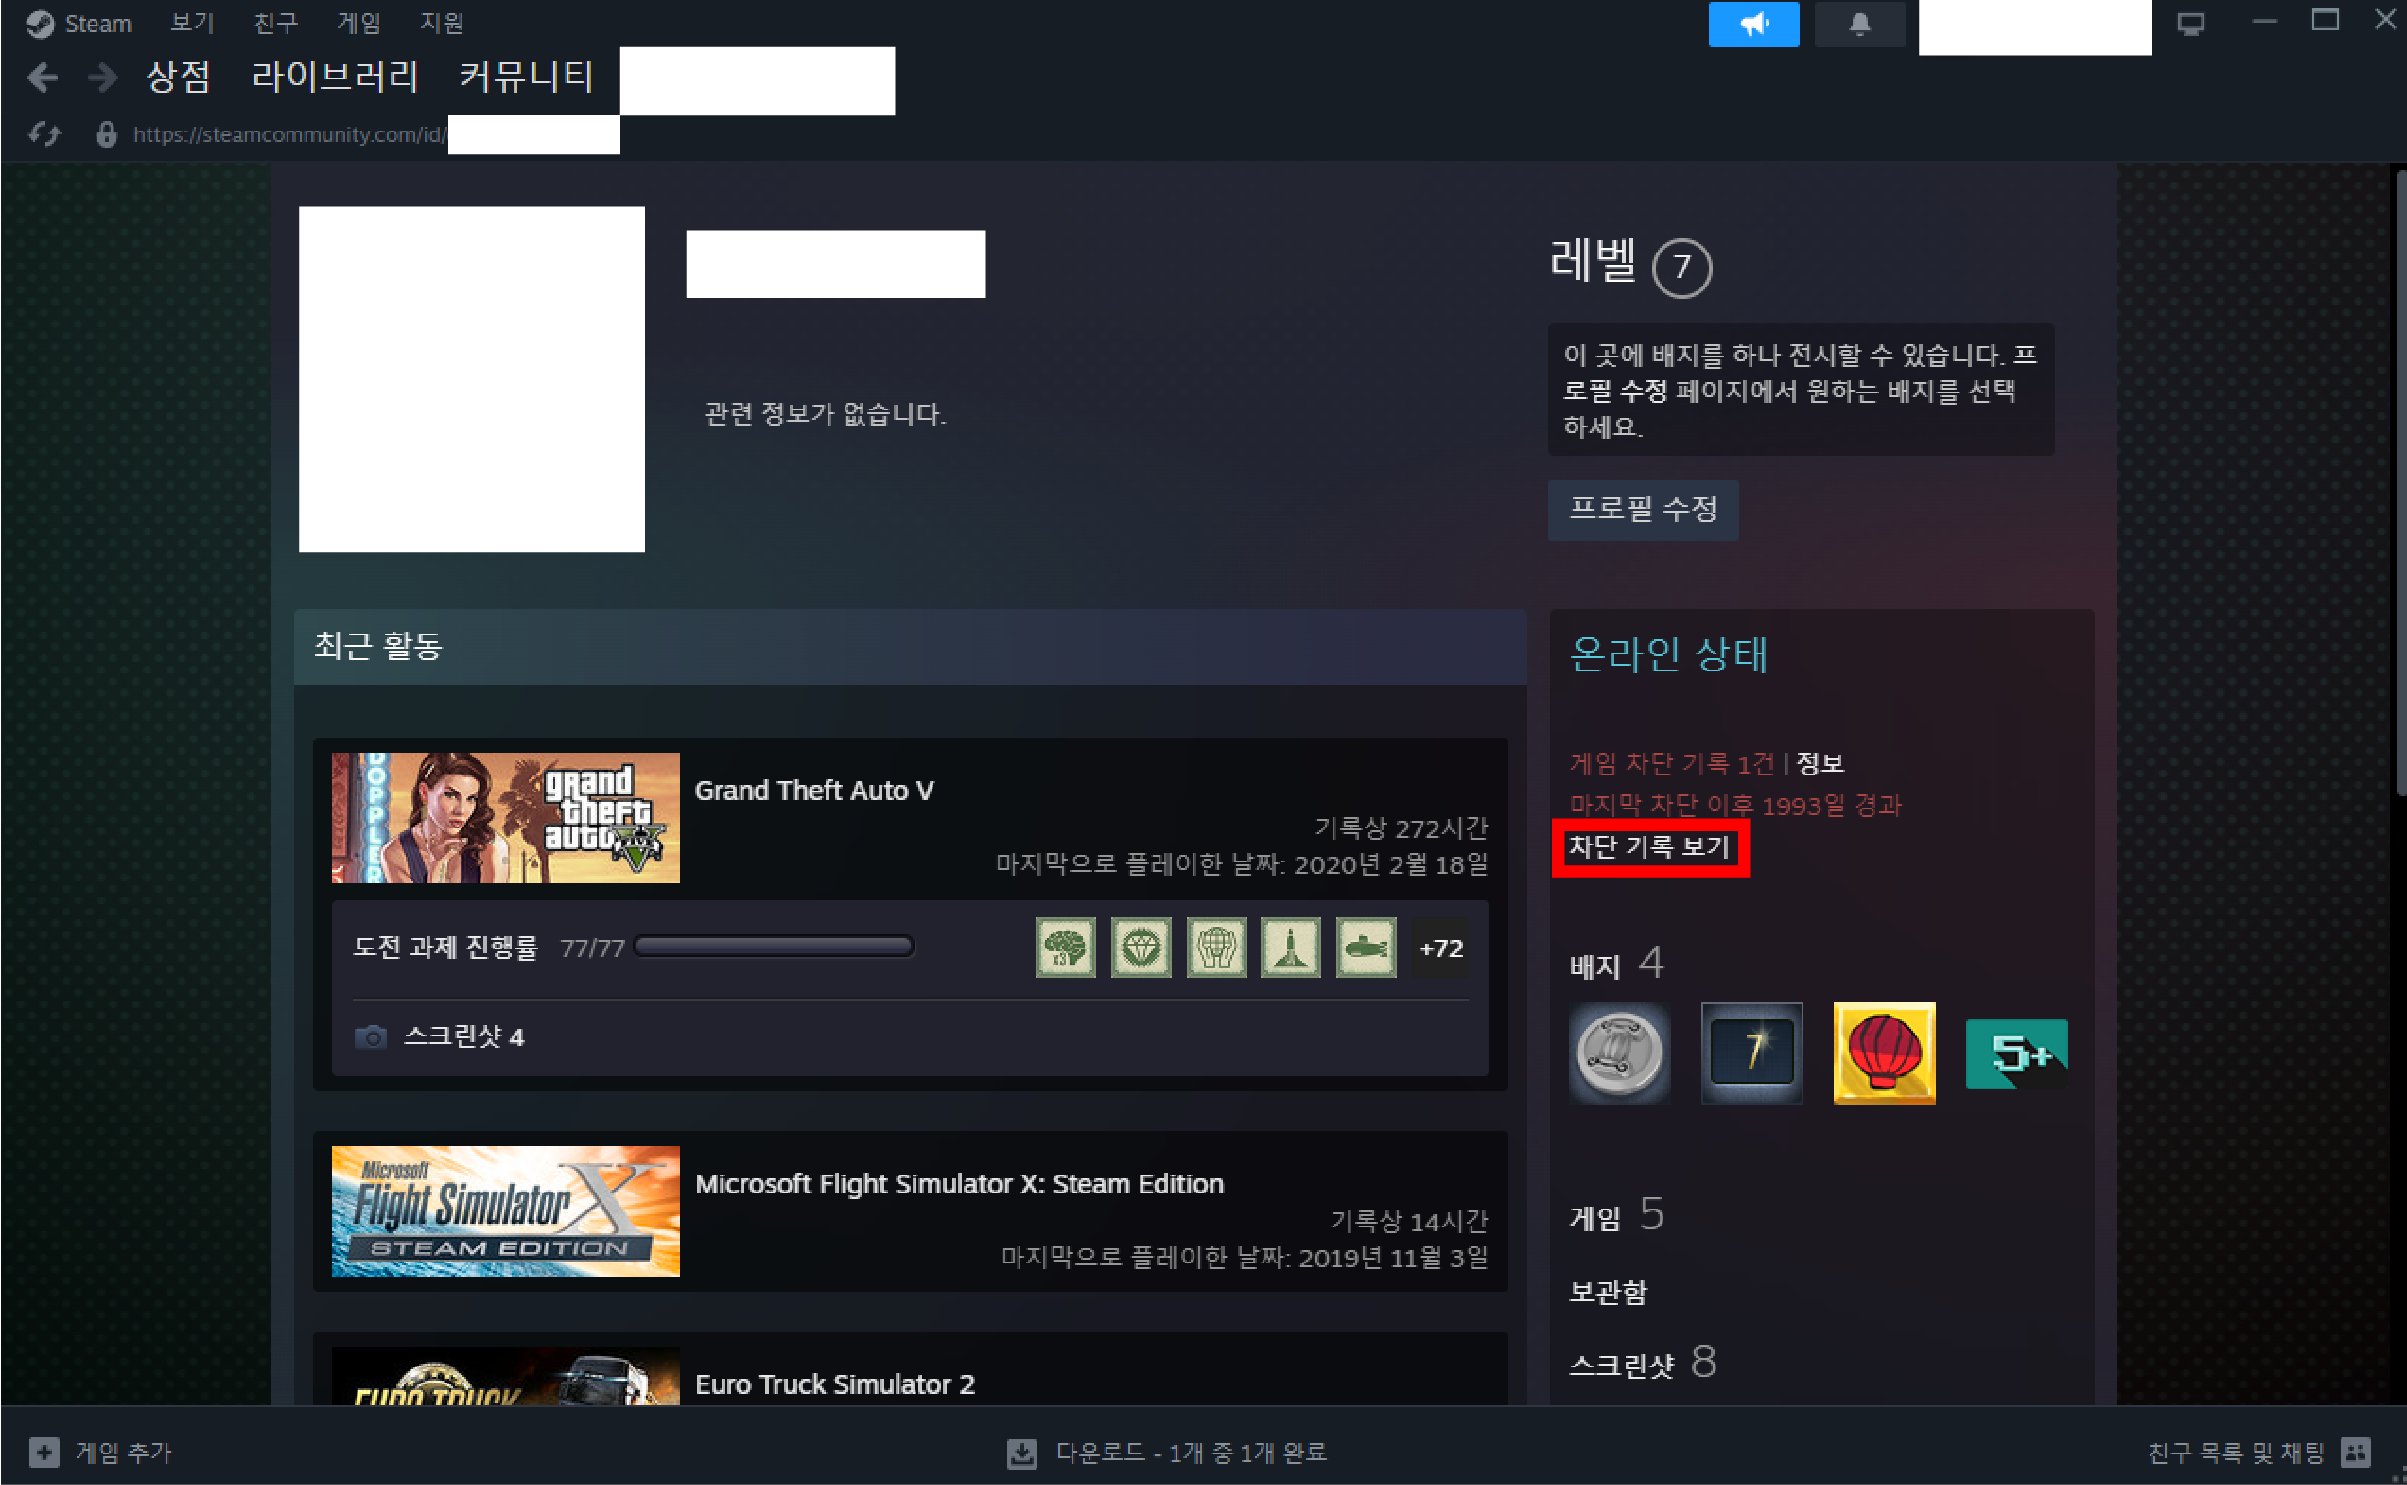 Steam 보기 친구 게임 지원
상점 라이브러리 커뮤니티
https://steamcommunity.com/id/
레벨 7
이 곳에 배지를 하나 전시할 수 있습니다. 프
로필 수정 페이지에서 원하는 배지를 선택
하세요.
관련 정보가 없습니다.
프로필 수정
최근 활동
DOPPLER
grand
theft
auto
V
Grand Theft Auto V
기록상 272시간
마지막으로 플레이한 날짜: 2020년 2월 18일
도전 과제 진행률 77/77
x3
+72
스크린샷 4
Microsoft
Flight Simulator X
STEAM EDITION
Microsoft Flight Simulator X: Steam Edition
기록상 14시간
마지막으로 플레이한 날짜: 2019년 11월 3일
EURO TRUCK
Euro Truck Simulator 2
온라인 상태
게임 차단 기록 1건 | 정보
마지막 차단 이후 1993일 경과
차단 기록 보기
배지 4
7
5+
게임 5
보관함
스크린샷 8
게임 추가
다운로드 - 1개 중 1개 완료
친구 목록 및 채팅